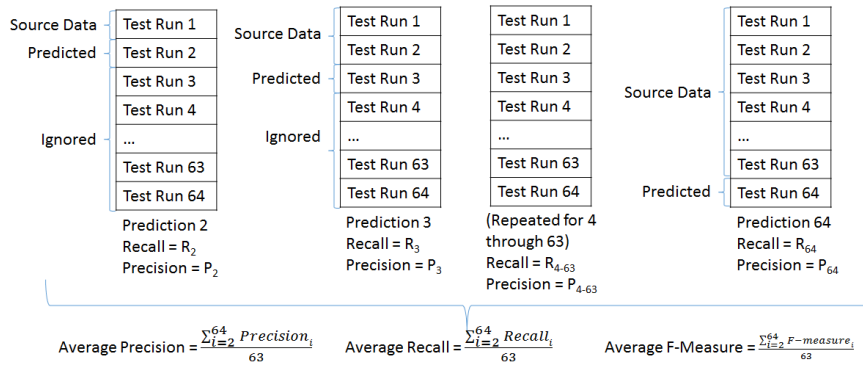 Source Data
Predicted
Ignored
Test Run 1
Test Run 2
Test Run 3
Test Run 4
...
Test Run 63
Test Run 64
Prediction 2
Recall = R2
Precision = P2
Source Data
Predicted
Ignored
Test Run 1
Test Run 2
Test Run 3
Test Run 4
...
Test Run 63
Test Run 64
Prediction 3
Recall = R3
Precision = P3
Test Run 1
Test Run 2
Test Run 3
Test Run 4
...
Test Run 63
Test Run 64
(Repeated for 4
through 63)
Recall = R4-63
Precision = P4-63
Source Data
Predicted
Test Run 1
Test Run 2
Test Run 3
Test Run 4
...
Test Run 63
Test Run 64
Prediction 64
Recall = R64
Precision = P64
Average Precision = ∑_{i=2}^{64} Precision_i / 63
Average Recall = ∑_{i=2}^{64} Recall_i / 63
Average F-Measure = ∑_{i=2}^{64} F-measure_i / 63